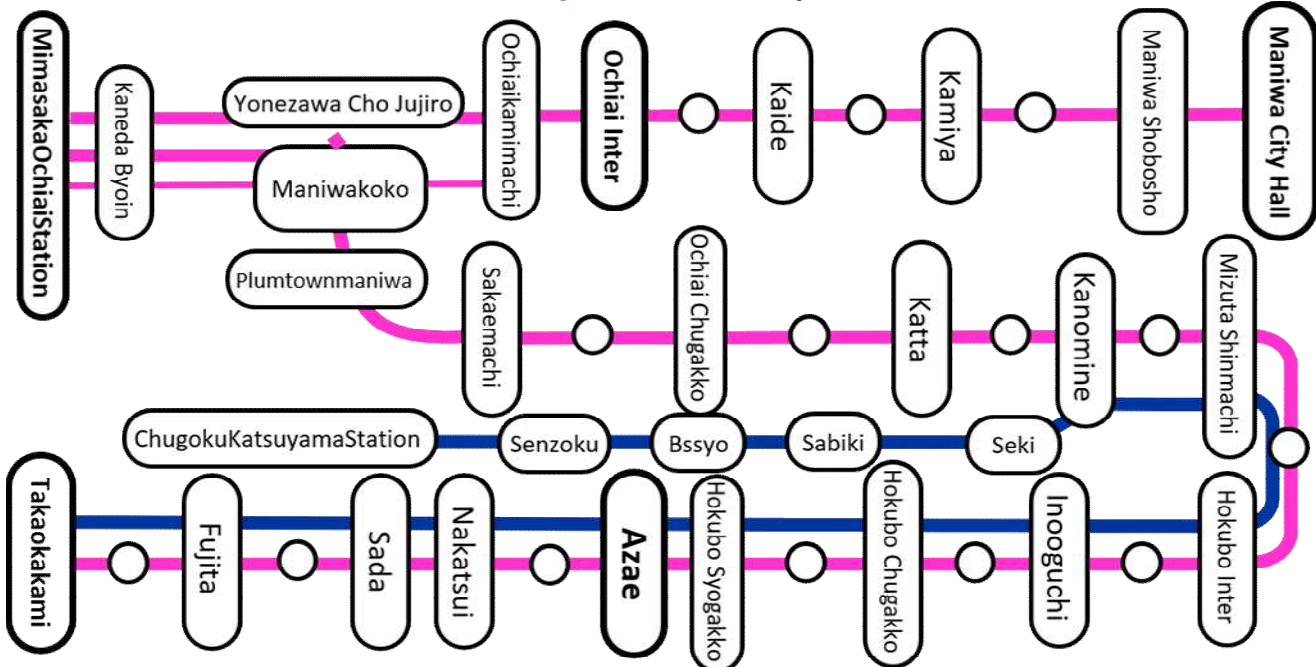 MimasakaOchiaiStation
Kaneda Byoin
Yonezawa Cho Jujiro
Maniwakoko
Plumtownmaniwa
Ochiaikamimachi
Ochiai Inter
Kaide
Kamiya
Maniwa Shobosho
Maniwa City Hall
Sakaemachi
Ochiai Chugakko
Katta
Kanomine
Mizuta Shinmachi
ChugokuKatsuyamaStation
Senzoku
Bssyo
Sabiki
Seki
Takaokakami
Fujita
Sada
Nakatsui
Azae
Hokubo Syogakko
Hokubo Chugakko
Inooguchi
Hokubo Inter